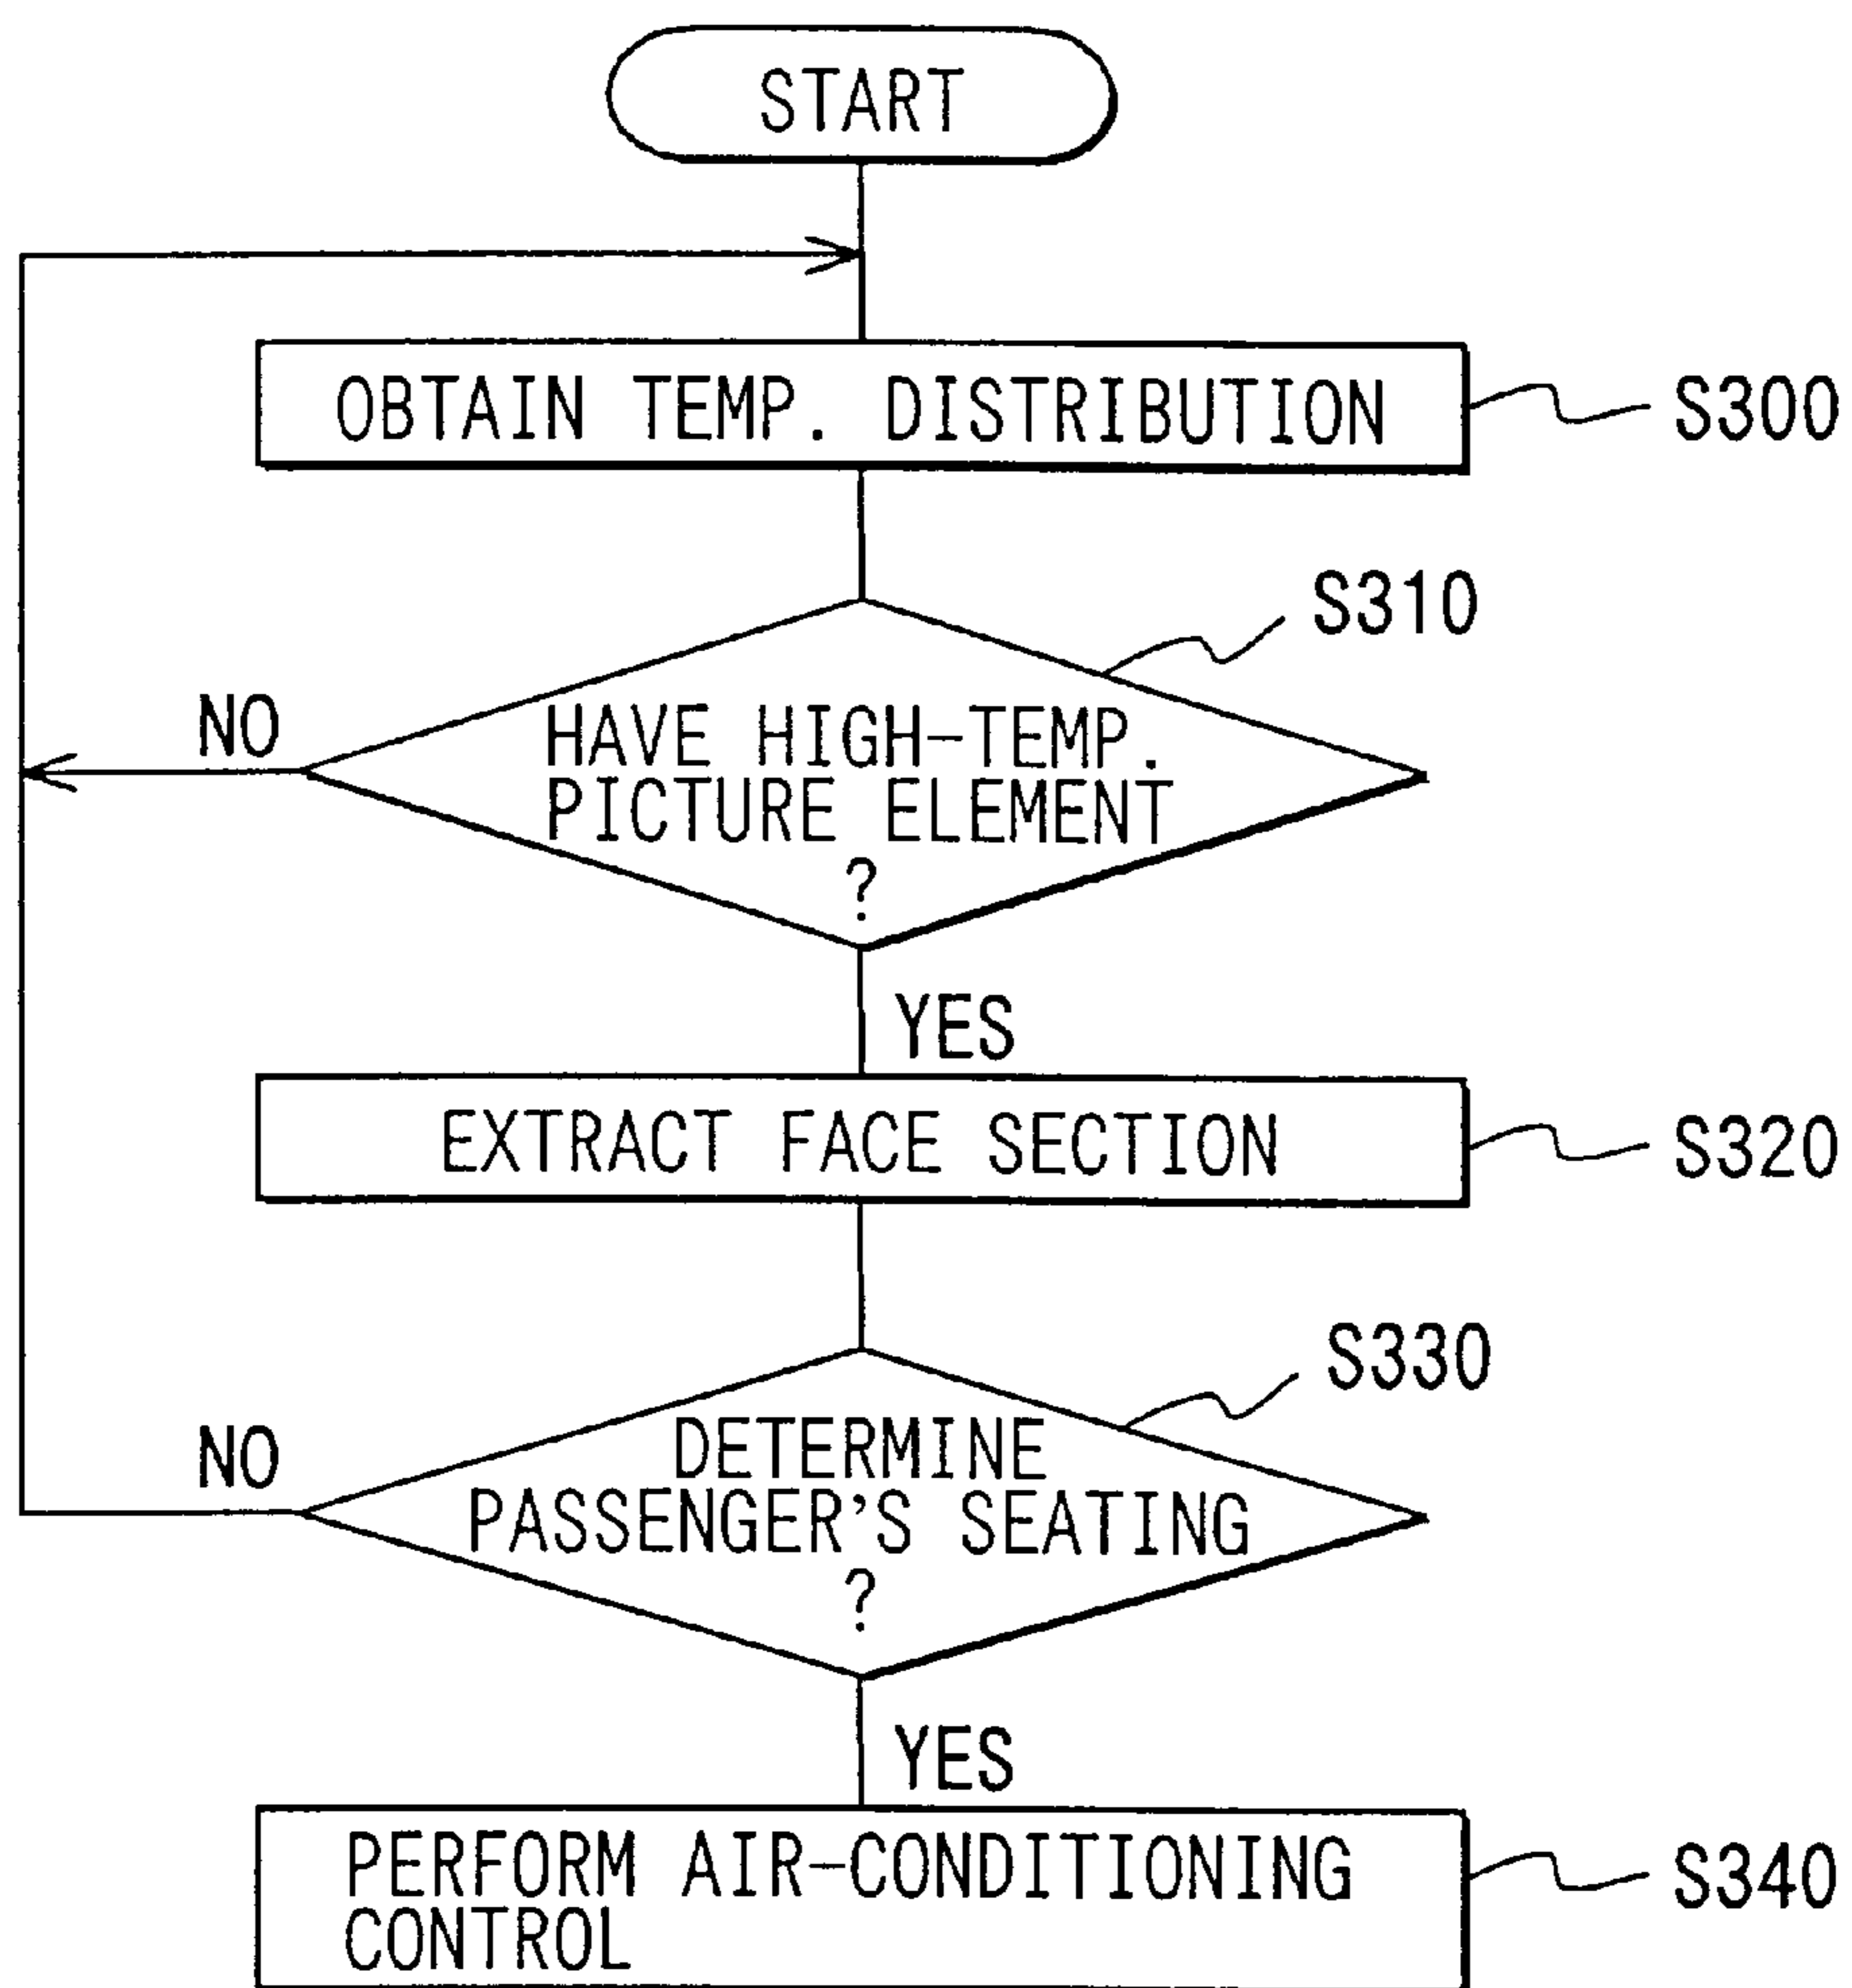 START
OBTAIN TEMP. DISTRIBUTION
S300
S310
NO
HAVE HIGH-TEMP.
PICTURE ELEMENT
?
YES
EXTRACT FACE SECTION
S320
S330
NO
DETERMINE
PASSENGER'S SEATING
?
YES
PERFORM AIR-CONDITIONING
CONTROL
S340